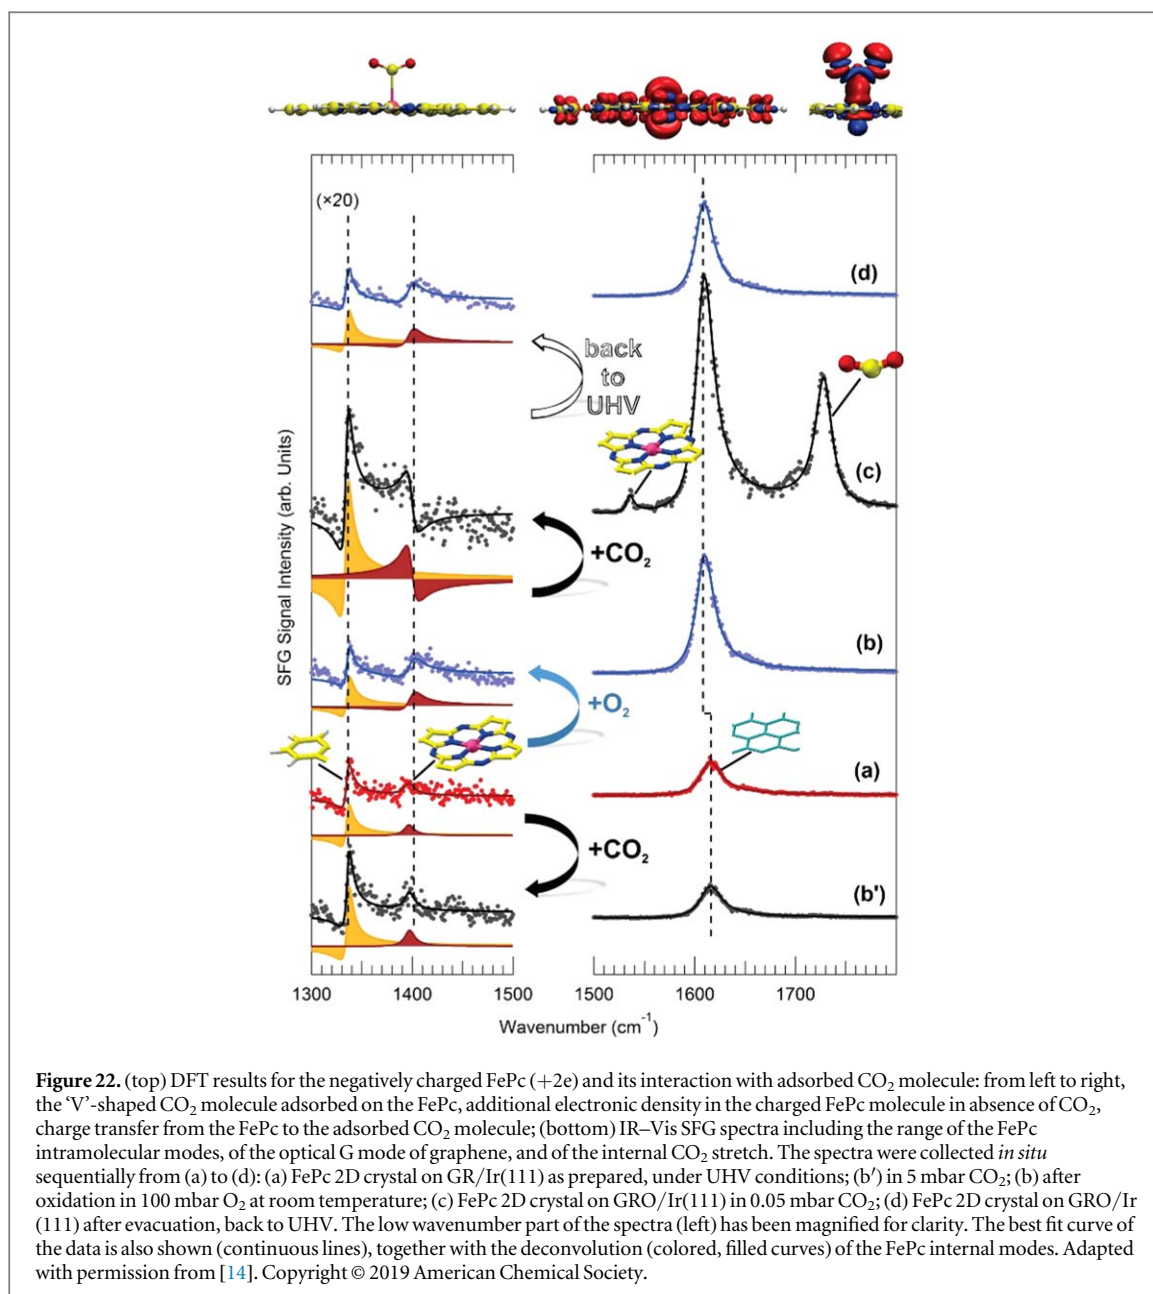 (×20)
(d)
back
to
UHV
(c)
+CO2
(b)
+O2
(a)
+CO2
(b')
SFG Signal Intensity (arb. Units)
1300 1400 1500 1500 1600 1700
Wavenumber (cm-1)
Figure 22. (top) DFT results for the negatively charged FePc (+2e) and its interaction with adsorbed CO2 molecule: from left to right,
the ‘V’-shaped CO2 molecule adsorbed on the FePc, additional electronic density in the charged FePc molecule in absence of CO2,
charge transfer from the FePc to the adsorbed CO2 molecule; (bottom) IR–Vis SFG spectra including the range of the FePc
intramolecular modes, of the optical G mode of graphene, and of the internal CO2 stretch. The spectra were collected in situ
sequentially from (a) to (d): (a) FePc 2D crystal on GR/Ir(111) as prepared, under UHV conditions; (b′) in 5 mbar CO2; (b) after
oxidation in 100 mbar O2 at room temperature; (c) FePc 2D crystal on GRO/Ir(111) in 0.05 mbar CO2; (d) FePc 2D crystal on GRO/Ir
(111) after evacuation, back to UHV. The low wavenumber part of the spectra (left) has been magnified for clarity. The best fit curve of
the data is also shown (continuous lines), together with the deconvolution (colored, filled curves) of the FePc internal modes. Adapted
with permission from [14]. Copyright © 2019 American Chemical Society.